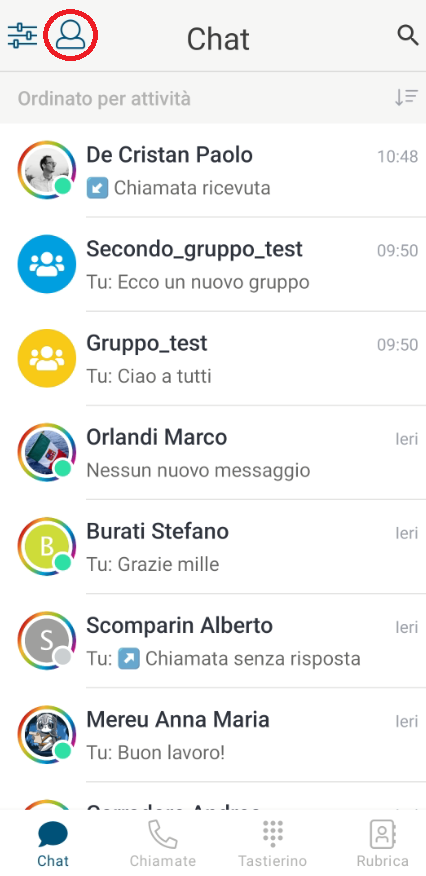 Chat
Ordinato per attività
De Cristan Paolo
10:48
Chiamata ricevuta
Secondo_gruppo_test
09:50
Tu: Ecco un nuovo gruppo
Gruppo_test
09:50
Tu: Ciao a tutti
Orlandi Marco
Ieri
Nessun nuovo messaggio
B
Burati Stefano
Ieri
Tu: Grazie mille
S
Scomparin Alberto
Ieri
Tu: Chiamata senza risposta
Mereu Anna Maria
Ieri
Tu: Buon lavoro!
Chat
Chiamate
Tastierino
Rubrica